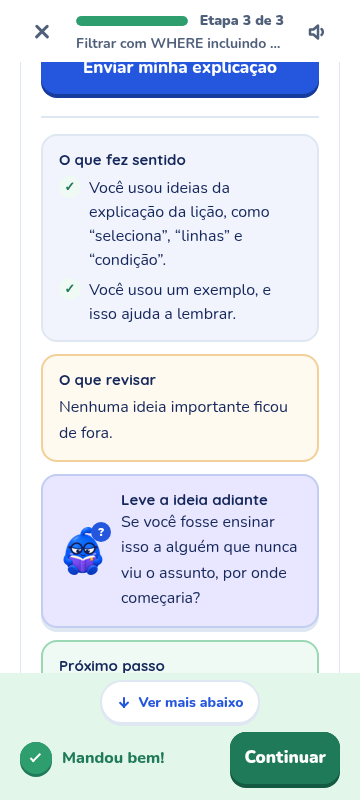 Etapa 3 de 3
Filtrar com WHERE incluindo ...
Enviar minha explicação
O que fez sentido
✓ Você usou ideias da
explicação da lição, como
“seleciona”, “linhas” e
“condição”.
✓ Você usou um exemplo, e
isso ajuda a lembrar.
O que revisar
Nenhuma ideia importante ficou
de fora.
?
Leve a ideia adiante
Se você fosse ensinar
isso a alguém que nunca
viu o assunto, por onde
começaria?
Próximo passo
↓ Ver mais abaixo
Mandou bem!
Continuar